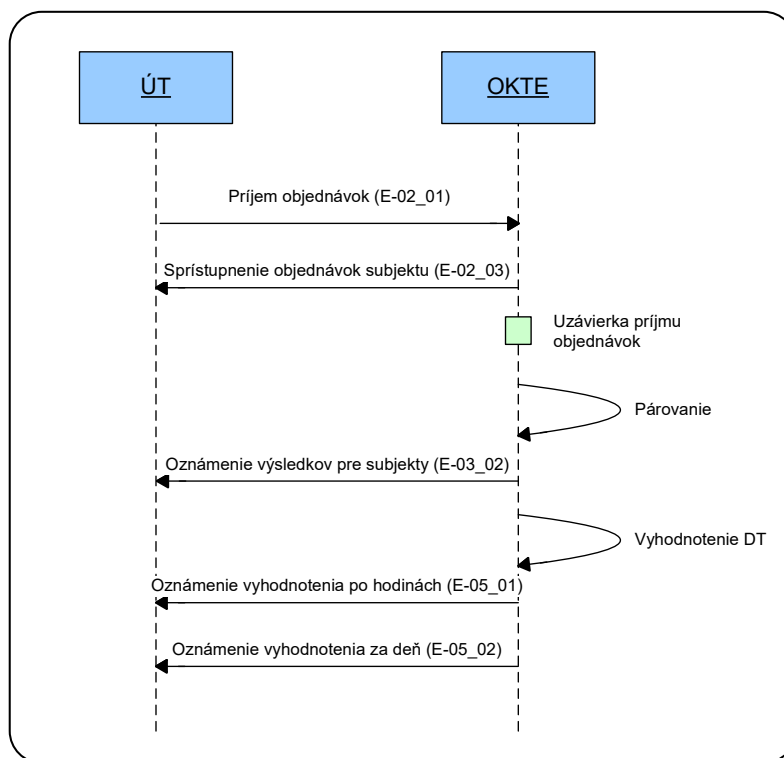 ÚT
OKTE
Príjem objednávok (E-02_01)
Sprístupnenie objednávok subjektu (E-02_03)
Uzávierka príjmu
objednávok
Párovanie
Oznámenie výsledkov pre subjekty (E-03_02)
Vyhodnotenie DT
Oznámenie vyhodnotenia po hodinách (E-05_01)
Oznámenie vyhodnotenia za deň (E-05_02)